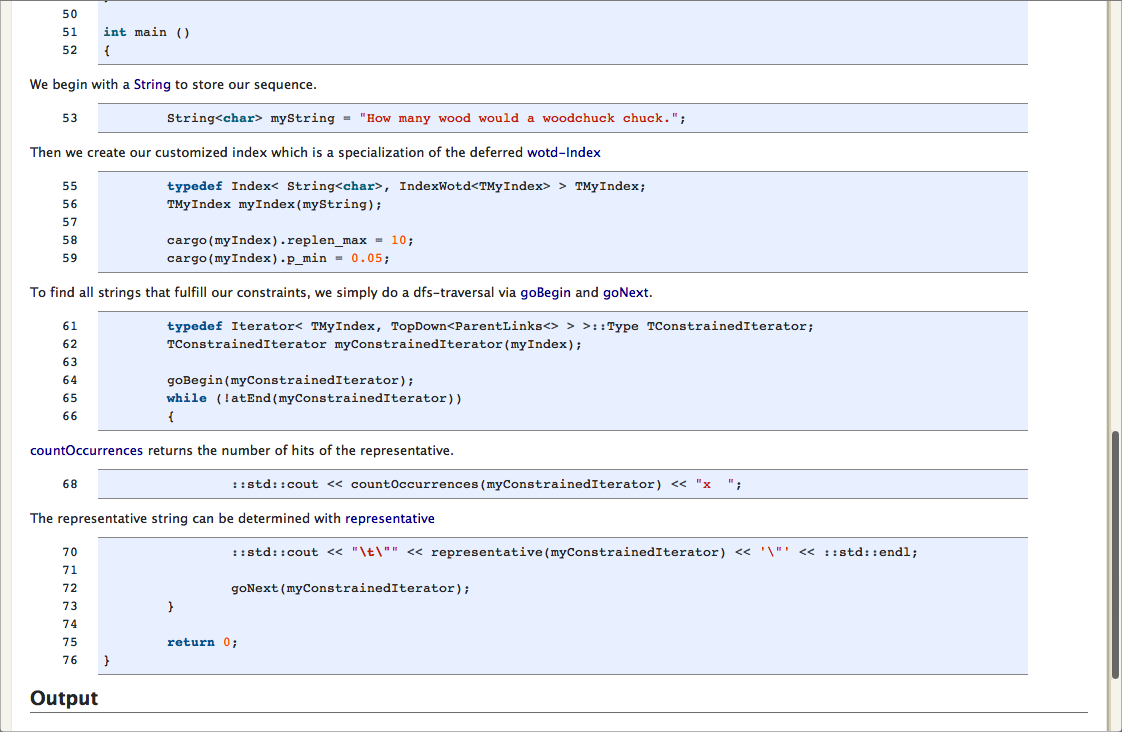 50
51 int main ()
52 {
We begin with a String to store our sequence.
53 String<char> myString = "How many wood would a woodchuck chuck.";
Then we create our customized index which is a specialization of the deferred wotd-Index
55 typedef Index< String<char>, IndexWotd<TMyIndex> > TMyIndex;
56 TMyIndex myIndex(myString);
57
58 cargo(myIndex).replen_max = 10;
59 cargo(myIndex).p_min = 0.05;
To find all strings that fulfill our constraints, we simply do a dfs-traversal via goBegin and goNext.
61 typedef Iterator< TMyIndex, TopDown<ParentLinks<> > >::Type TConstrainedIterator;
62 TConstrainedIterator myConstrainedIterator(myIndex);
63
64 goBegin(myConstrainedIterator);
65 while (!atEnd(myConstrainedIterator))
66 {
countOccurrences returns the number of hits of the representative.
68 ::std::cout << countOccurrences(myConstrainedIterator) << "x  ";
The representative string can be determined with representative
70 ::std::cout << "\t\"" << representative(myConstrainedIterator) << '\"' << ::std::endl;
71
72 goNext(myConstrainedIterator);
73 }
74
75 return 0;
76 }
Output